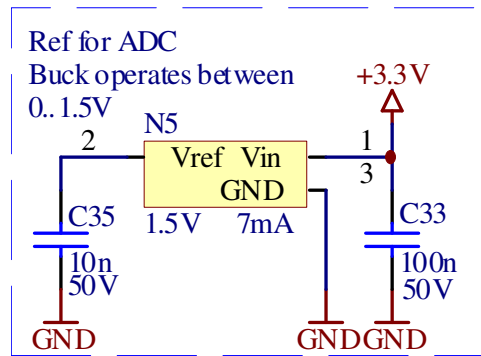 Ref for ADC
Buck operates between
0..1.5V
+3.3V
N5
2
1
Vref Vin
3
GND
C35
1.5V 7mA
C33
10n
100n
50V
50V
GND
GND
GND